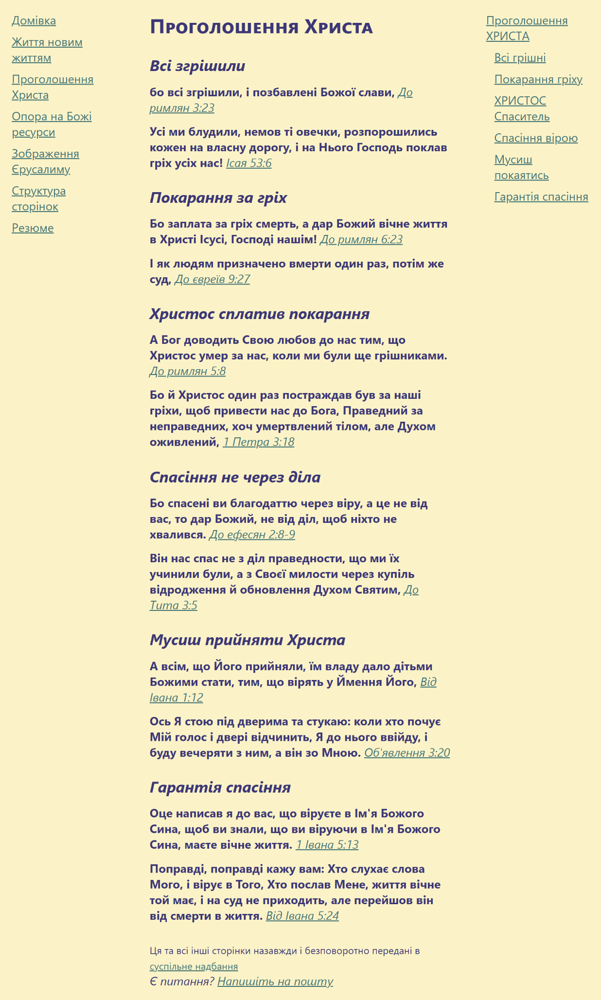 Домівка
Життя новим
життям
Проголошення
Христа
Опора на Божі
ресурси
Зображення
Єрусалиму
Структура
сторінок
Резюме
Проголошення Христа
Всі згрішили
бо всі згрішили, і позбавлені Божої слави, До
римлян 3:23
Усі ми блудили, немов ті овечки, розпорошились
кожен на власну дорогу, і на Нього Господь поклав
гріх усіх нас! Ісая 53:6
Покарання за гріх
Бо заплата за гріх смерть, а дар Божий вічне життя
в Христі Ісусі, Господі нашім! До римлян 6:23
І як людям призначено вмерти один раз, потім же
суд, До євреїв 9:27
Христос сплатив покарання
А Бог доводить Свою любов до нас тим, що
Христос умер за нас, коли ми були ще грішниками.
До римлян 5:8
Бо й Христос один раз постраждав був за наші
гріхи, щоб привести нас до Бога, Праведний за
неправедних, хоч умертвлений тілом, але Духом
оживлений, 1 Петра 3:18
Спасіння не через діла
Бо спасені ви благодаттю через віру, а це не від
вас, то дар Божий, не від діл, щоб ніхто не
хвалився. До ефесян 2:8-9
Він нас спас не з діл праведности, що ми їх
учинили були, а з Своєї милости через купіль
відродження й обновлення Духом Святим, До
Тита 3:5
Мусиш прийняти Христа
А всім, що Його прийняли, їм владу дало дітьми
Божими стати, тим, що вірять у Ймення Його, Від
Івана 1:12
Ось Я стою під дверима та стукаю: коли хто почує
Мій голос і двері відчинить, Я до нього ввійду, і
буду вечеряти з ним, а він зо Мною. Об'явлення 3:20
Гарантія спасіння
Оце написав я до вас, що віруєте в Ім'я Божого
Сина, щоб ви знали, що ви віруючи в Ім'я Божого
Сина, маєте вічне життя. 1 Івана 5:13
Поправді, поправді кажу вам: Хто слухає слова
Мого, і вірує в Того, Хто послав Мене, життя вічне
той має, і на суд не приходить, але перейшов він
від смерти в життя. Від Івана 5:24
Ця та всі інші сторінки назавжди і безповоротно передані в
суспільне надбання
Є питання? Напишіть на пошту
Проголошення
ХРИСТА
Всі грішні
Покарання гріху
ХРИСТОС
Спаситель
Спасіння вірою
Мусиш
покаятись
Гарантія спасіння